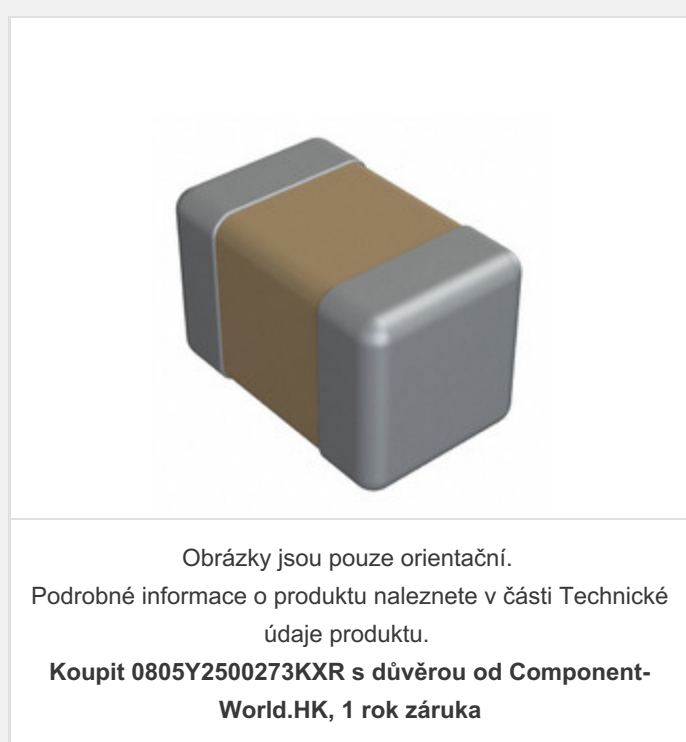 Obrázky jsou pouze orientační.
Podrobné informace o produktu naleznete v části Technické
údaje produktu.
Koupit 0805Y2500273KXR s důvěrou od Component-
World.HK, 1 rok záruka